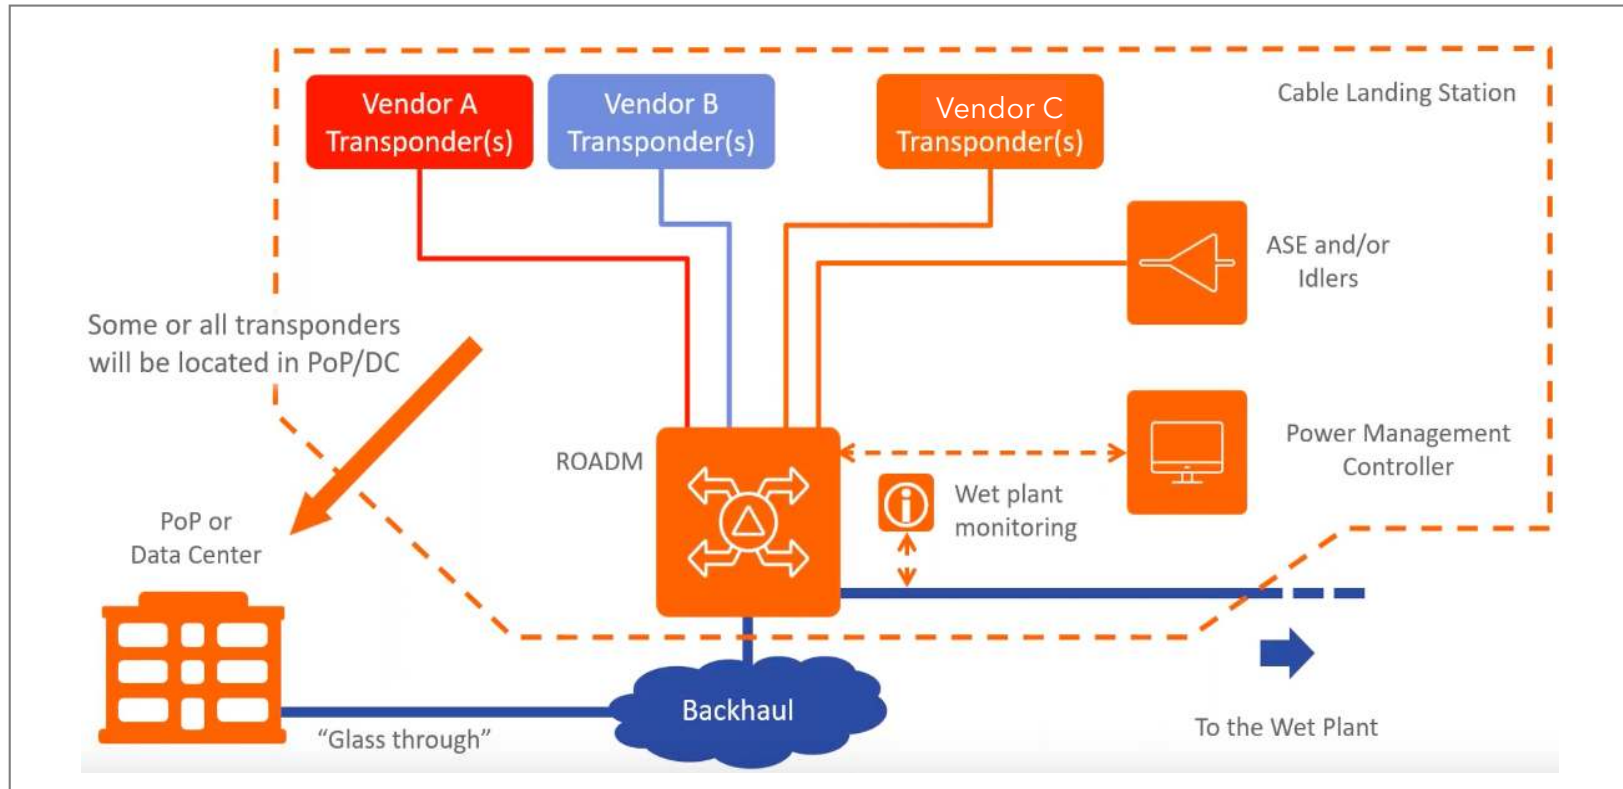 Vendor A
Transponder(s)
Vendor B
Transponder(s)
Vendor C
Transponder(s)
Cable Landing Station
ASE and/or
Idlers
Some or all transponders
will be located in PoP/DC
ROADM
Power Management
Controller
Wet plant
monitoring
PoP or
Data Center
Backhaul
“Glass through”
To the Wet Plant